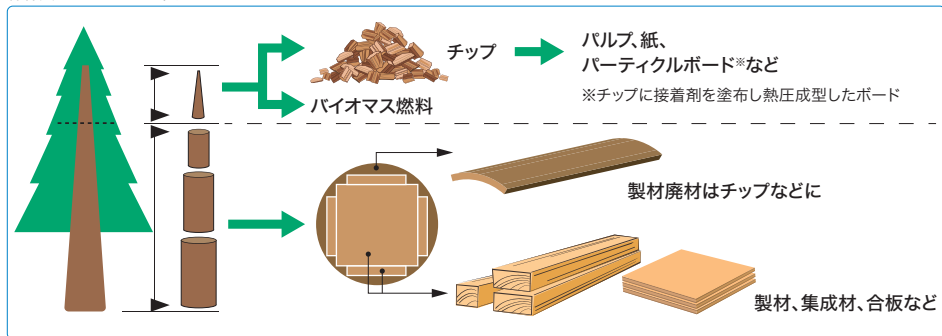 チップ
パルプ、紙、
パーティクルボード※など
※チップに接着剤を塗布し熱圧成型したボード
バイオマス燃料
製材廃材はチップなどに
製材、集成材、合板など